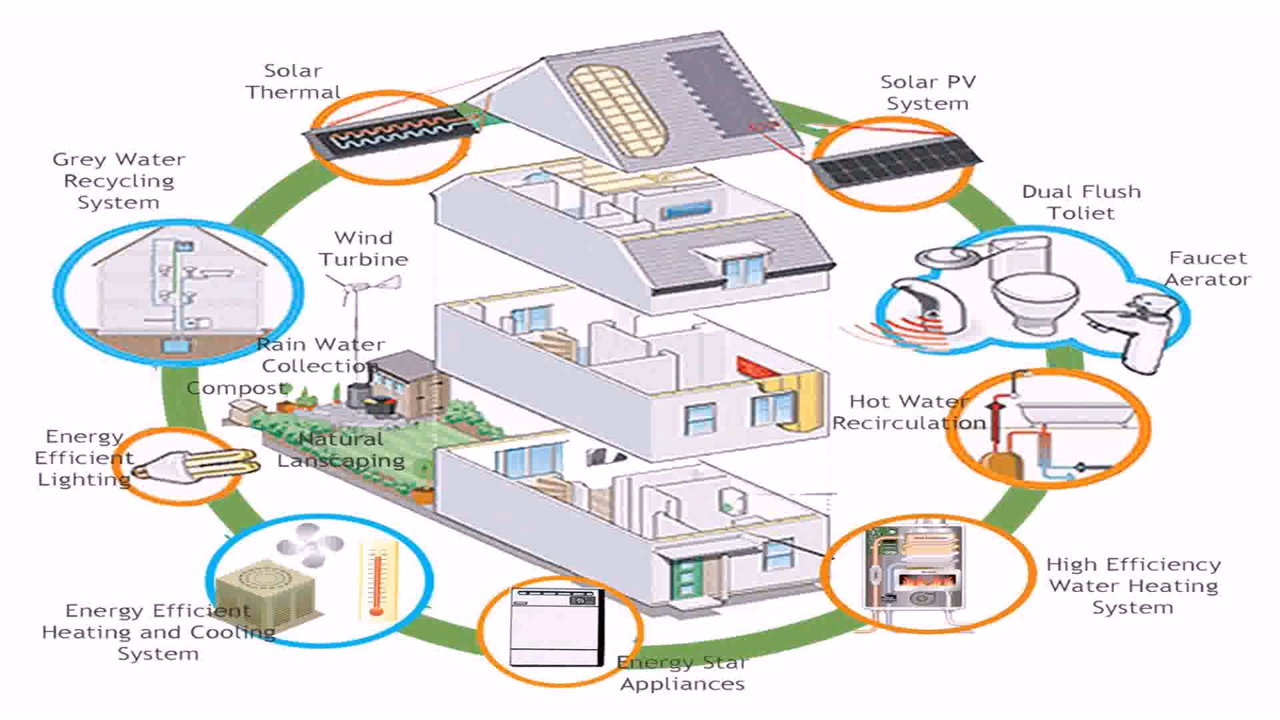 Solar
Thermal
Solar PV
System
Grey Water
Recycling
System
Dual Flush
Toliet
Wind
Turbine
Faucet
Aerator
Rain Water
Collection
Compost
Hot Water
Recirculation
Energy
Efficient
Lighting
Natural
Lanscaping
High Efficiency
Water Heating
System
Energy Efficient
Heating and Cooling
System
Energy Star
Appliances